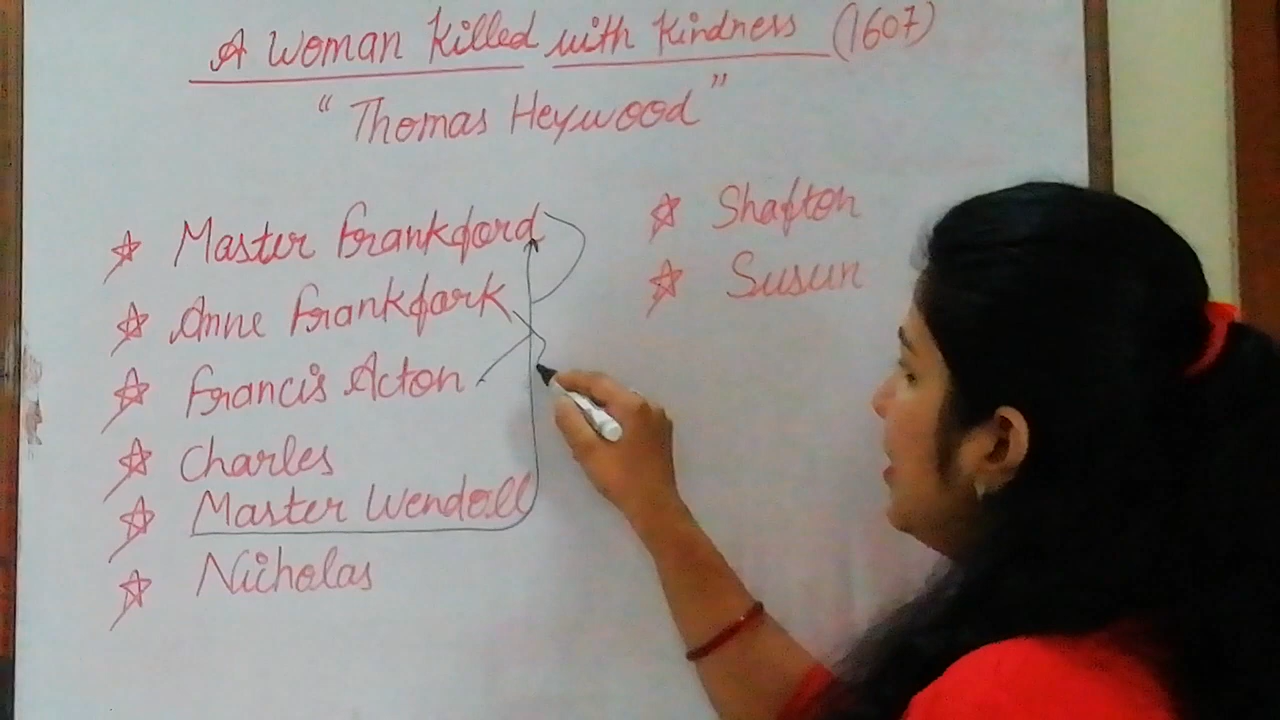 A Woman Killed with Kindness (1607)
"Thomas Heywood"
Master Frankford
Anne Frankfork
Francis Acton
Charles
Master Wendoll
Nicholas
Shafton
Susun